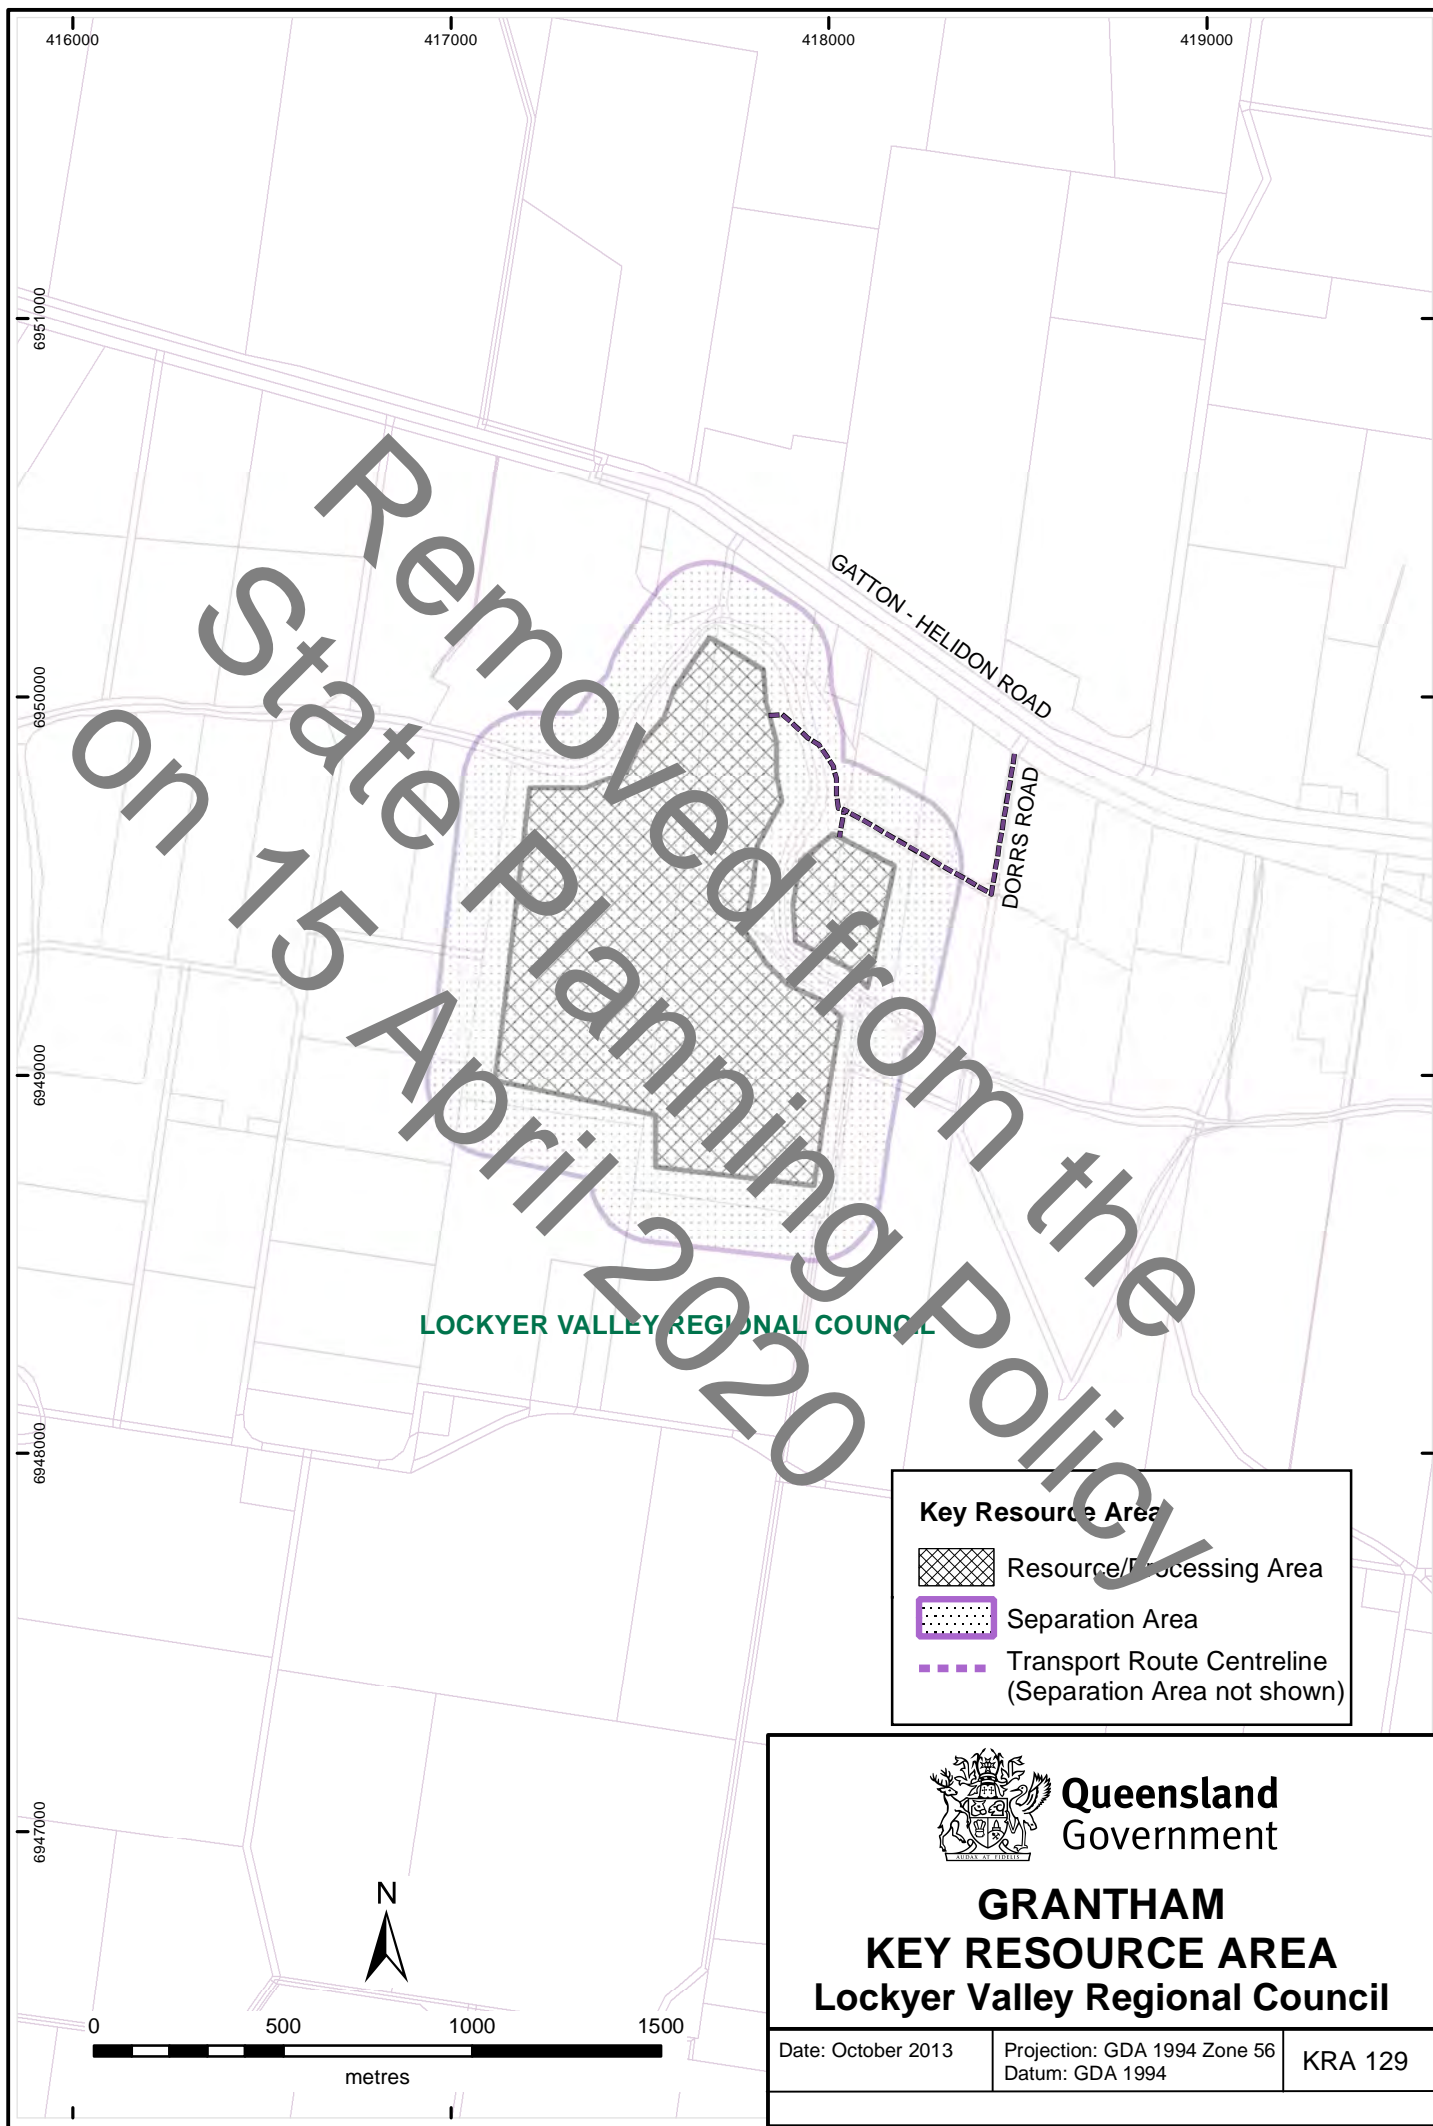 416000
417000
418000
419000
6951000
6950000
6949000
6948000
6947000
GATTON - HELIDON ROAD
DORRS ROAD
Removed from the
State Planning Policy
on 15 April 2020
LOCKYER VALLEY REGIONAL COUNCIL
Key Resource Area
Resource/Processing Area
Separation Area
Transport Route Centreline
(Separation Area not shown)
Queensland
Government
AUDAX AT FIDELIS
GRANTHAM
KEY RESOURCE AREA
Lockyer Valley Regional Council
Date: October 2013
Projection: GDA 1994 Zone 56
Datum: GDA 1994
KRA 129
N
0 500 1000 1500
metres